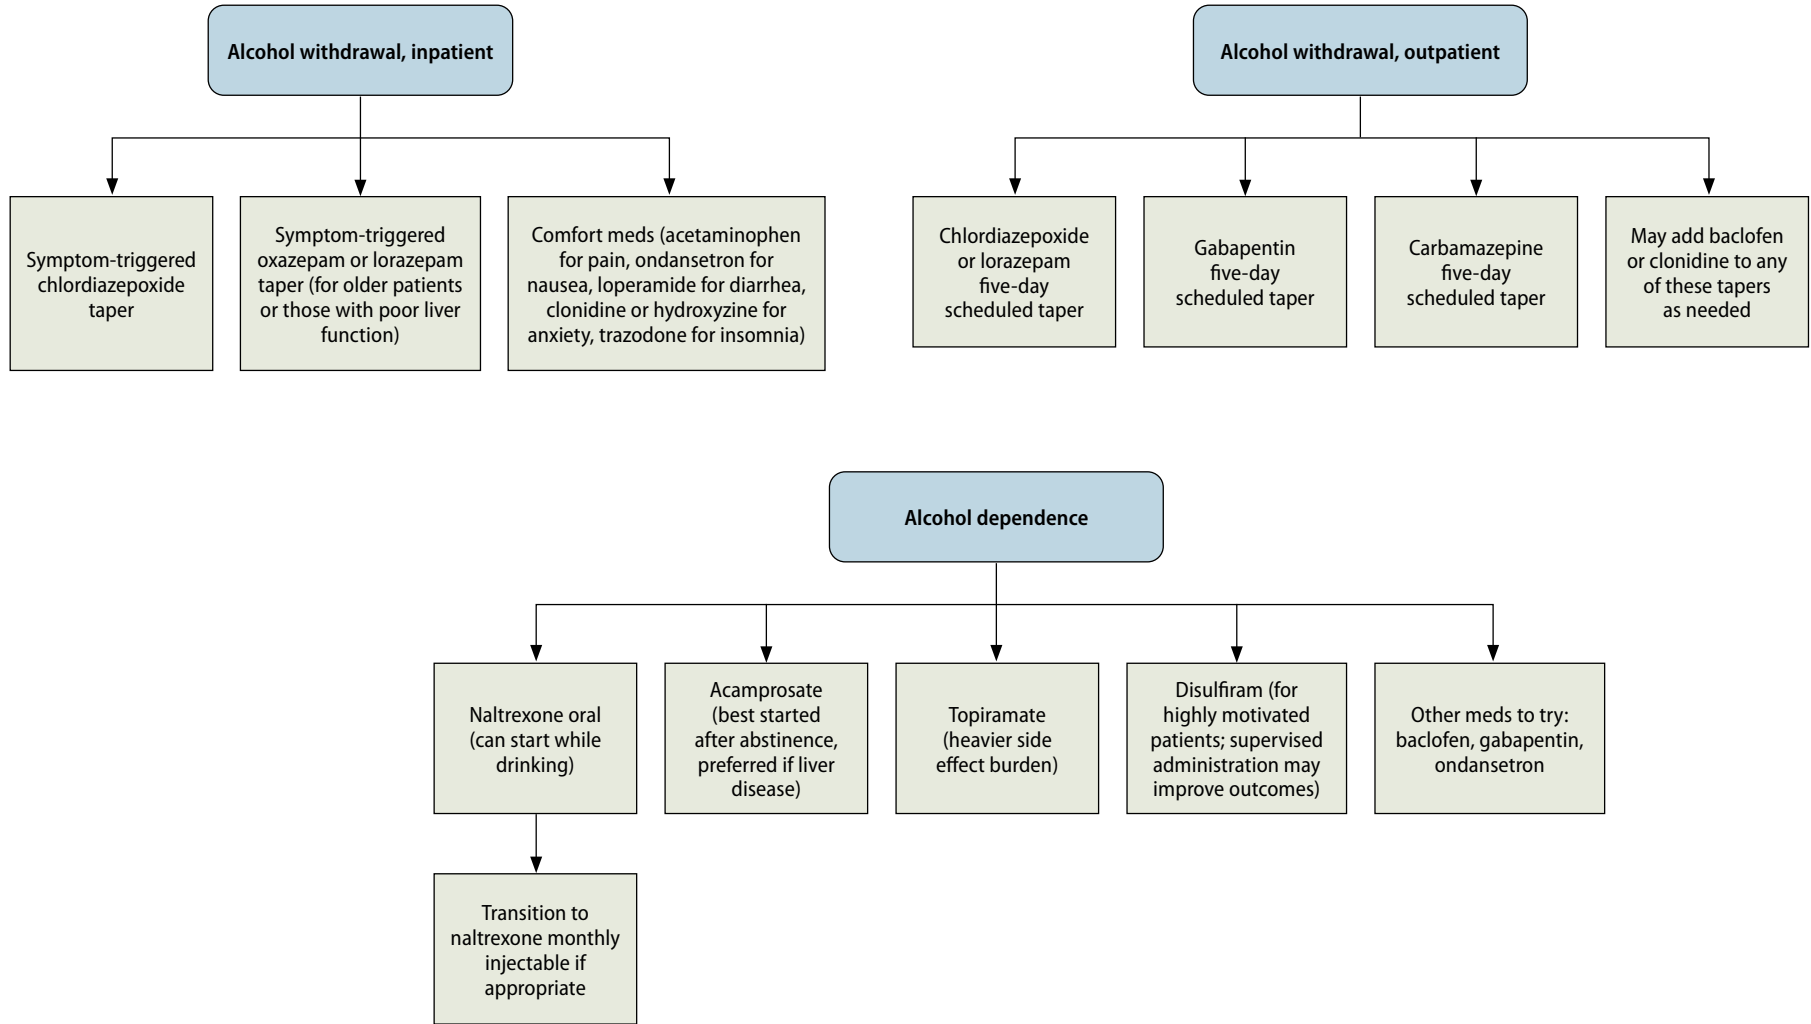 Alcohol withdrawal, inpatient
Symptom-triggered
chlordiazepoxide
taper
Symptom-triggered
oxazepam or lorazepam
taper (for older patients
or those with poor liver
function)
Comfort meds (acetaminophen
for pain, ondansetron for
nausea, loperamide for diarrhea,
clonidine or hydroxyzine for
anxiety, trazodone for insomnia)
Alcohol withdrawal, outpatient
Chlordiazepoxide
or lorazepam
five-day
scheduled taper
Gabapentin
five-day
scheduled taper
Carbamazepine
five-day
scheduled taper
May add baclofen
or clonidine to any
of these tapers
as needed
Alcohol dependence
Naltrexone oral
(can start while
drinking)
Acamprosate
(best started
after abstinence,
preferred if liver
disease)
Topiramate
(heavier side
effect burden)
Disulfiram (for
highly motivated
patients; supervised
administration may
improve outcomes)
Other meds to try:
baclofen, gabapentin,
ondansetron
Transition to
naltrexone monthly
injectable if
appropriate